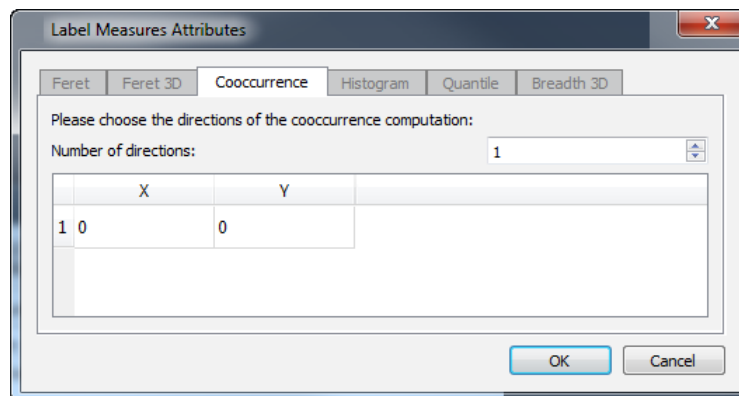 Label Measures Attributes
Feret Feret 3D Cooccurrence Histogram Quantile Breadth 3D
Please choose the directions of the cooccurrence computation:
Number of directions: 1
X Y
1 0 0
OK Cancel